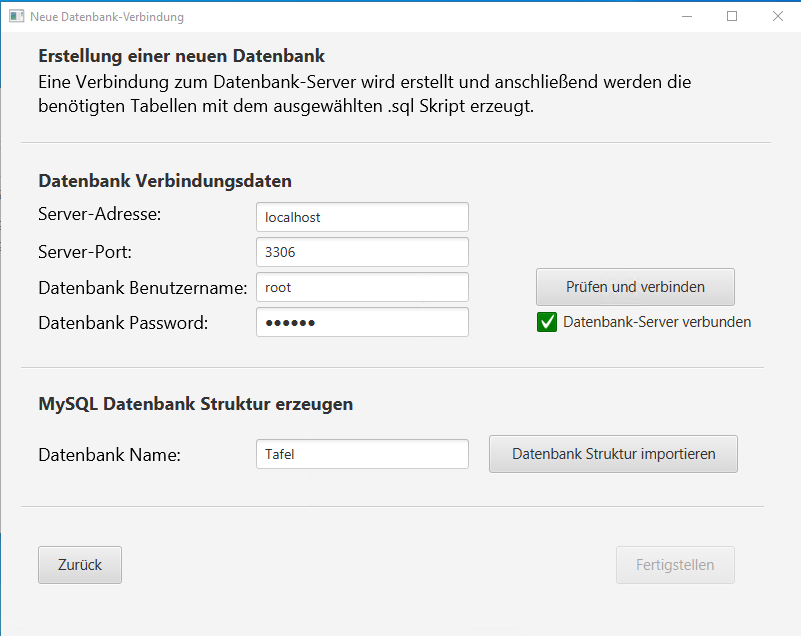 Neue Datenbank-Verbindung
Erstellung einer neuen Datenbank
Eine Verbindung zum Datenbank-Server wird erstellt und anschließend werden die
benötigten Tabellen mit dem ausgewählten .sql Skript erzeugt.
Datenbank Verbindungsdaten
Server-Adresse: localhost
Server-Port: 3306
Datenbank Benutzername: root
Prüfen und verbinden
Datenbank Password: ●●●●●●
Datenbank-Server verbunden
MySQL Datenbank Struktur erzeugen
Datenbank Name: Tafel Datenbank Struktur importieren
Zurück Fertigstellen